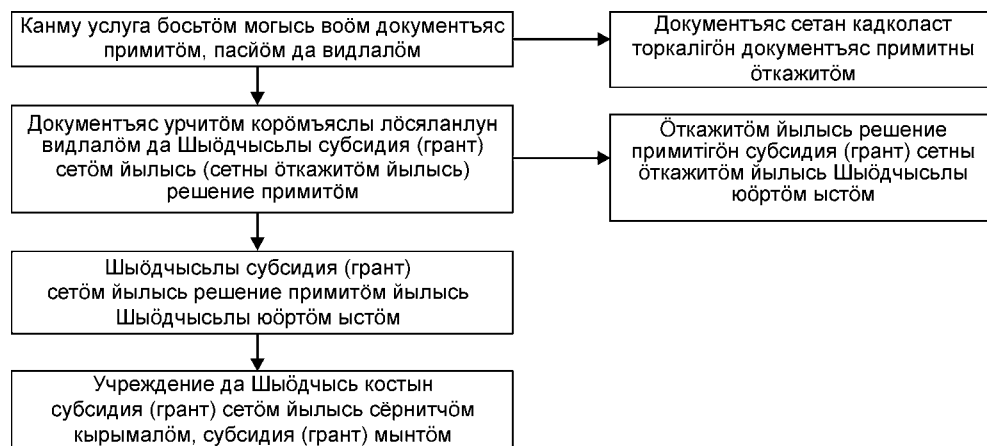 Канму услуга босьтӧм могысь воӧм документъяс
примитӧм, пасйӧм да видлалӧм
Документъяс сетан кадколаст
торкалігӧн документъяс примитны
ӧткажитӧм
Документъяс урчитӧм корӧмъяслы лӧсяланлун
видлалӧм да Шыӧдчысьлы субсидия (грант)
сетӧм йылысь (сетны ӧткажитӧм йылысь)
решение примитӧм
Ӧткажитӧм йылысь решение
примитігӧн субсидия (грант) сетны
ӧткажитӧм йылысь Шыӧдчысьлы
юӧртӧм ыстӧм
Шыӧдчысьлы субсидия (грант)
сетӧм йылысь решение примитӧм йылысь
Шыӧдчысьлы юӧртӧм ыстӧм
Учреждение да Шыӧдчысь костын
субсидия (грант) сетӧм йылысь сёрнитчӧм
кырымалӧм, субсидия (грант) мынтӧм